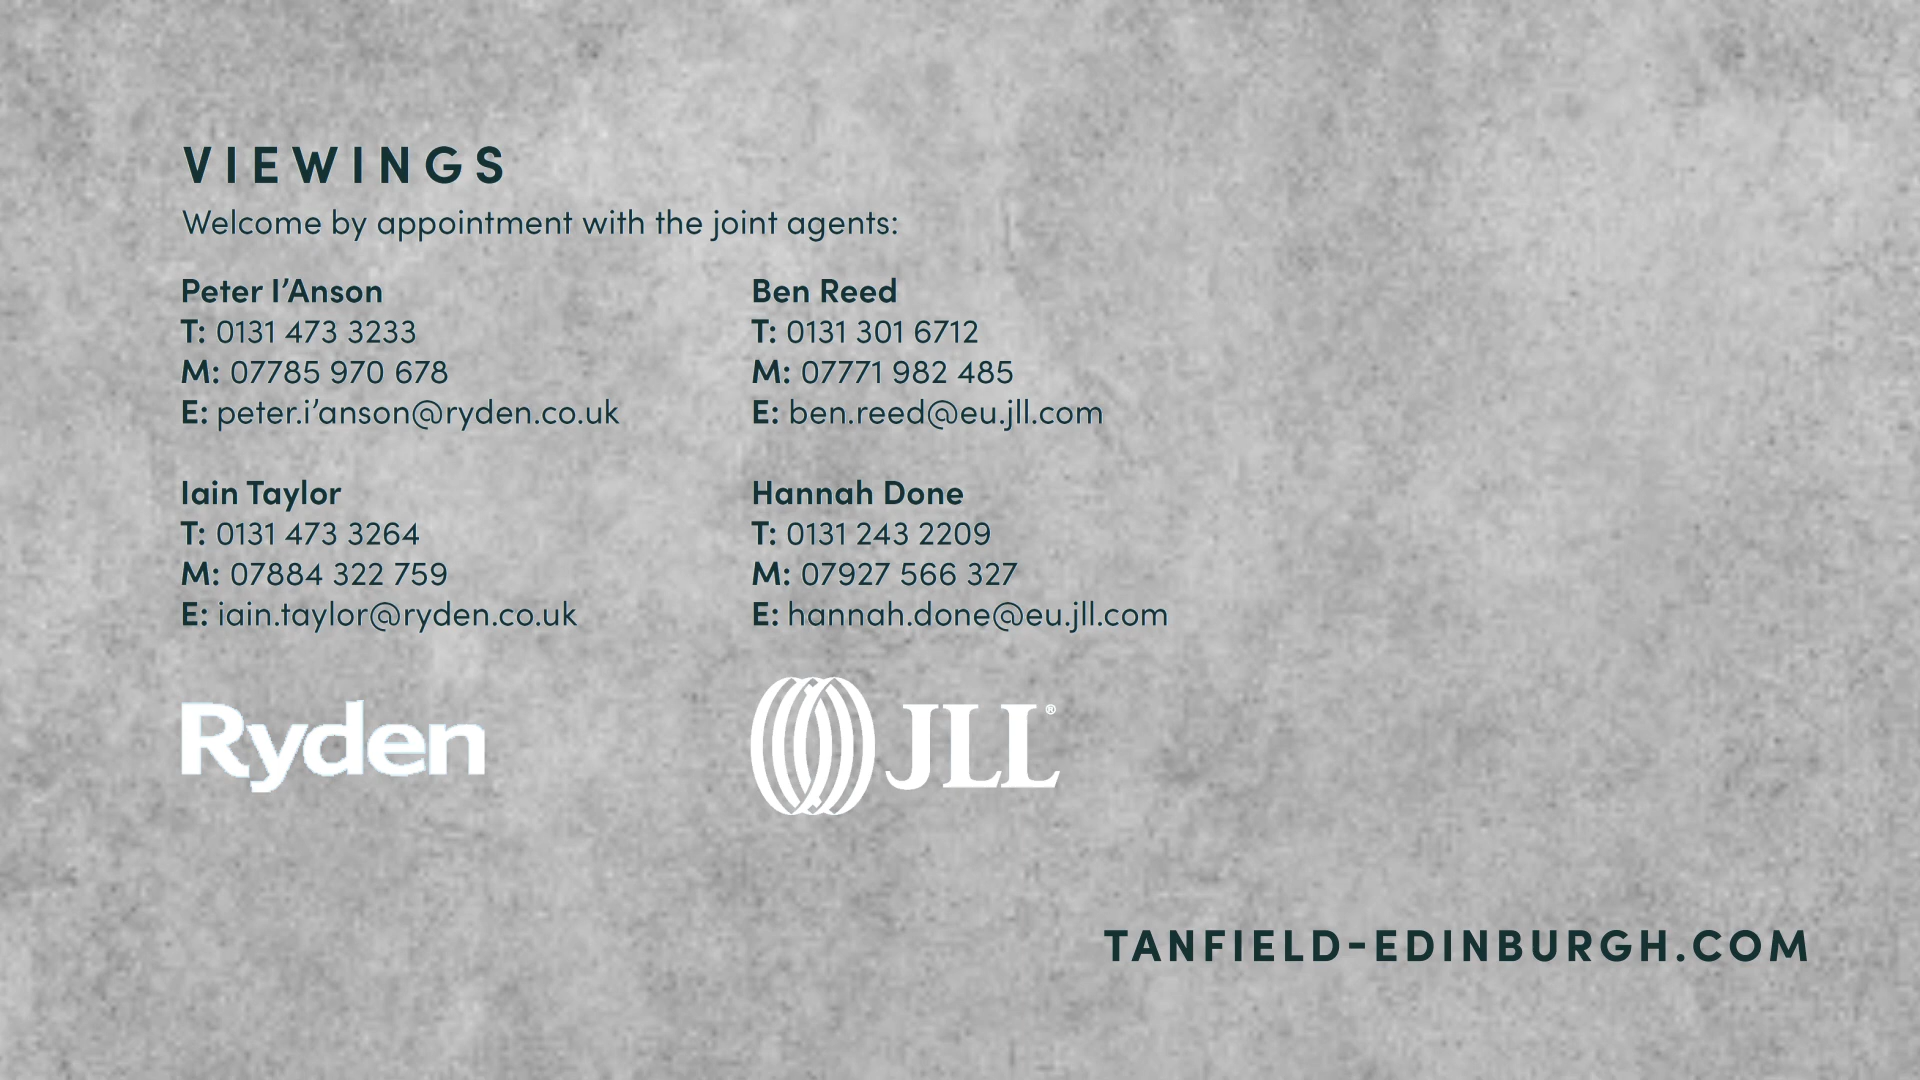 VIEWINGS
Welcome by appointment with the joint agents:
Peter I’Anson
T: 0131 473 3233
M: 07785 970 678
E: peter.i’anson@ryden.co.uk
Iain Taylor
T: 0131 473 3264
M: 07884 322 759
E: iain.taylor@ryden.co.uk
Ryden
Ben Reed
T: 0131 301 6712
M: 07771 982 485
E: ben.reed@eu.jll.com
Hannah Done
T: 0131 243 2209
M: 07927 566 327
E: hannah.done@eu.jll.com
JLL®
TANFIELD-EDINBURGH.COM